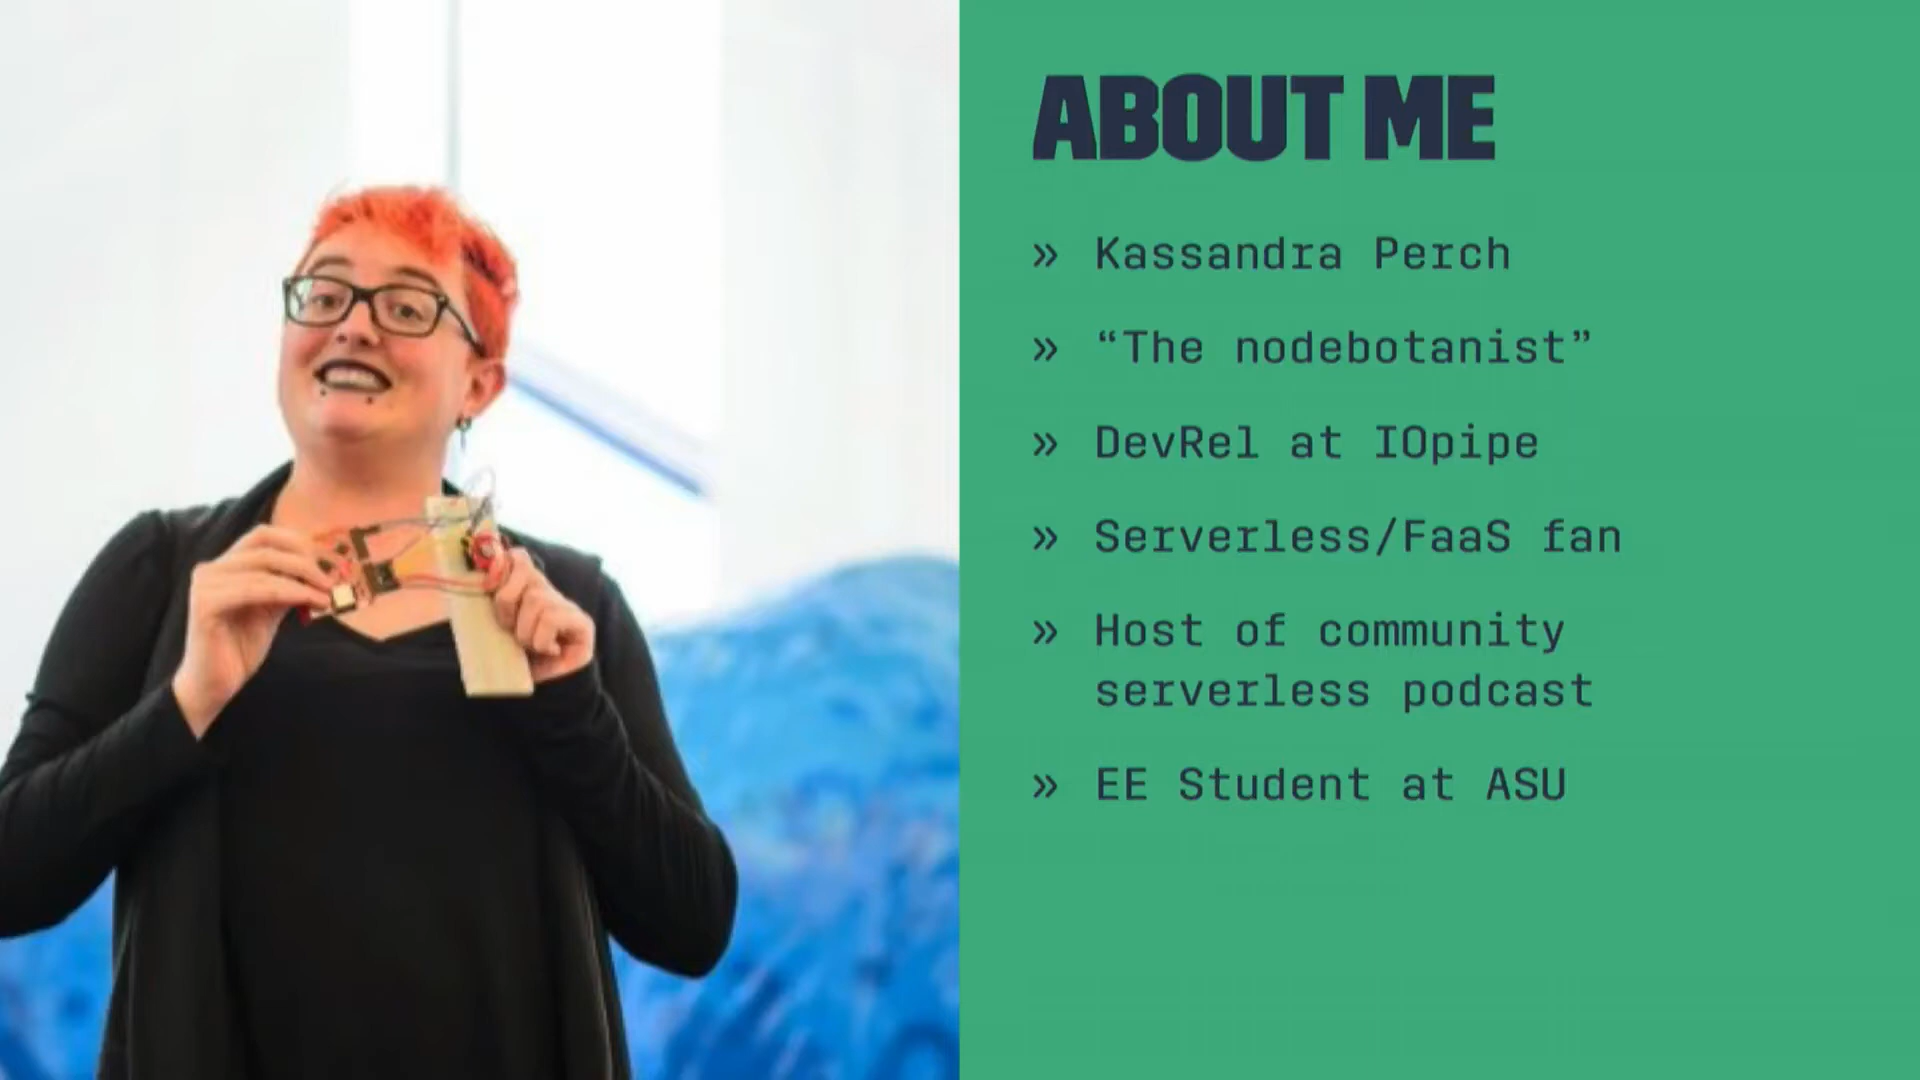 ABOUT ME
» Kassandra Perch
» “The nodebotanist”
» DevRel at IOpipe
» Serverless/FaaS fan
» Host of community
serverless podcast
» EE Student at ASU